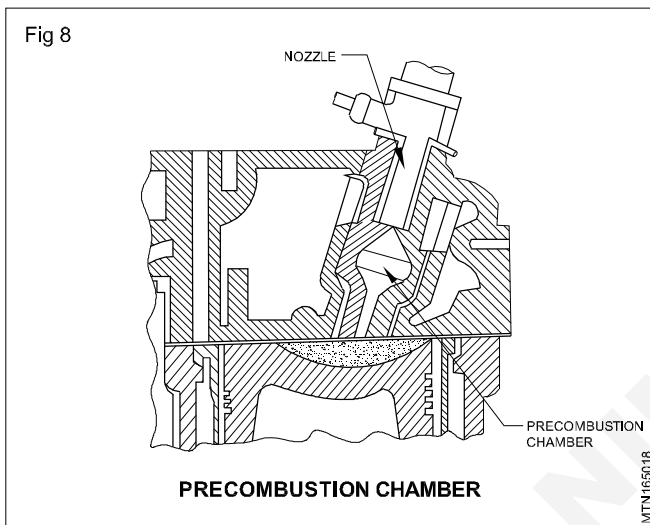 Fig 8
NOZZLE
PRECOMBUSTION
CHAMBER
PRECOMBUSTION CHAMBER
MTN165018